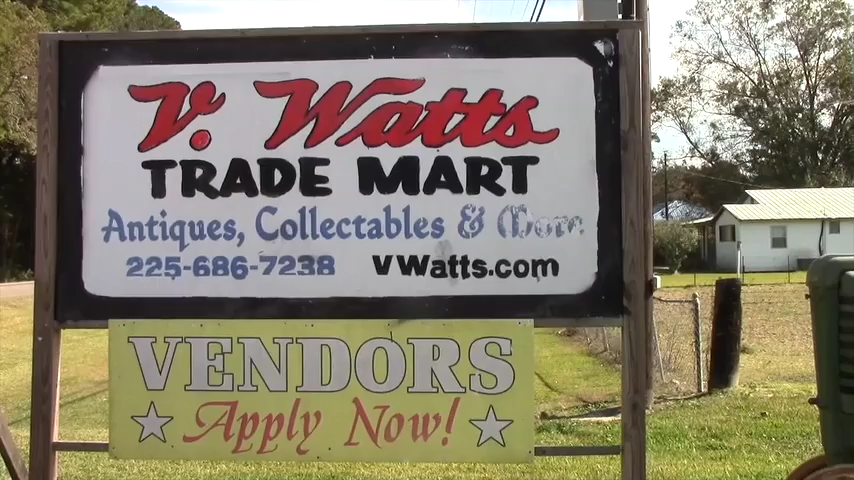 V. Watts
TRADE MART
Antiques, Collectables & More
225-686-7238 VWatts.com
VENDORS
Apply Now!